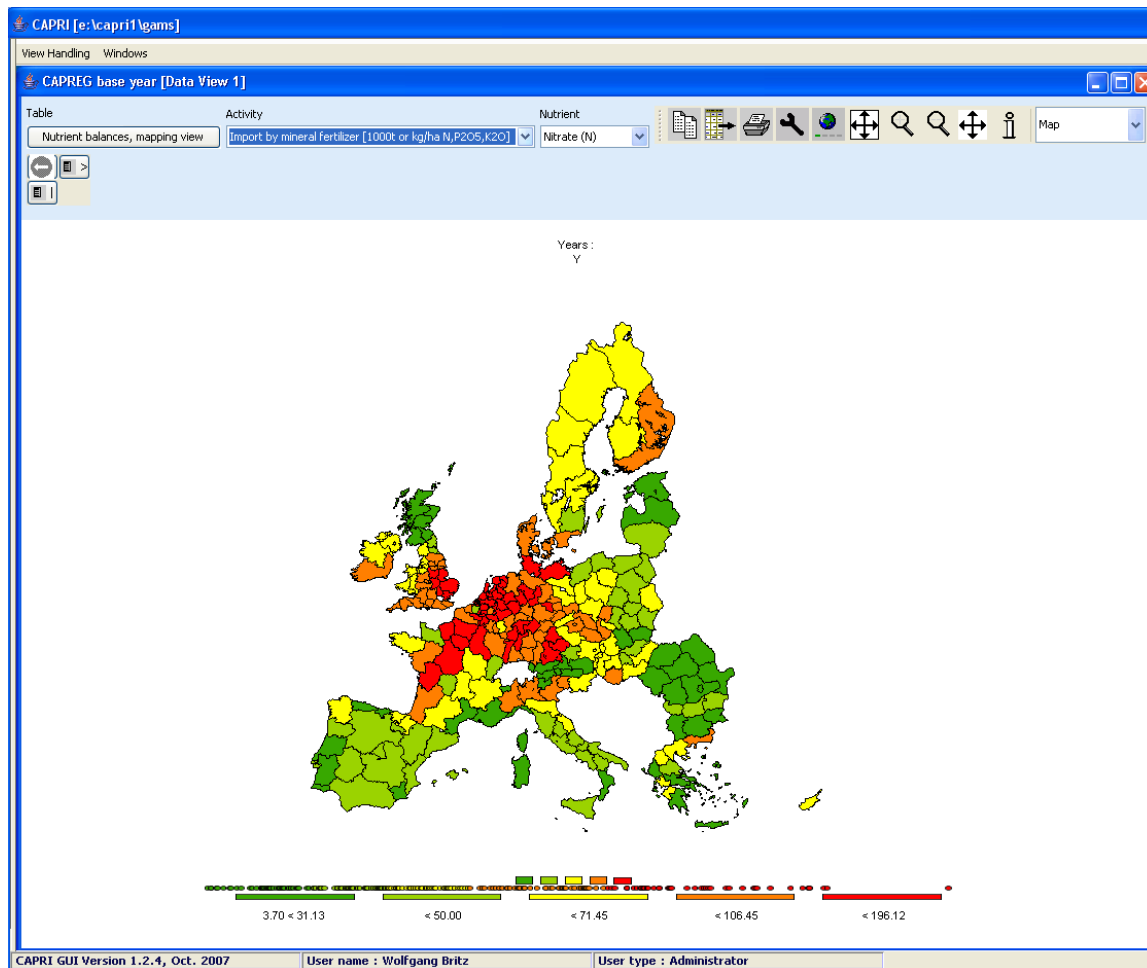 CAPRI [e:\capri1\gams]
View Handling Windows
CAPREG base year [Data View 1]
Table Activity Nutrient
Nutrient balances, mapping view Import by mineral fertilizer [1000t or kg/ha N,P2O5,K2O] Nitrate (N) Map
Years :
Y
3.70 < 31.13 < 50.00 < 71.45 < 106.45 < 196.12
CAPRI GUI Version 1.2.4, Oct. 2007 User name : Wolfgang Britz User type : Administrator